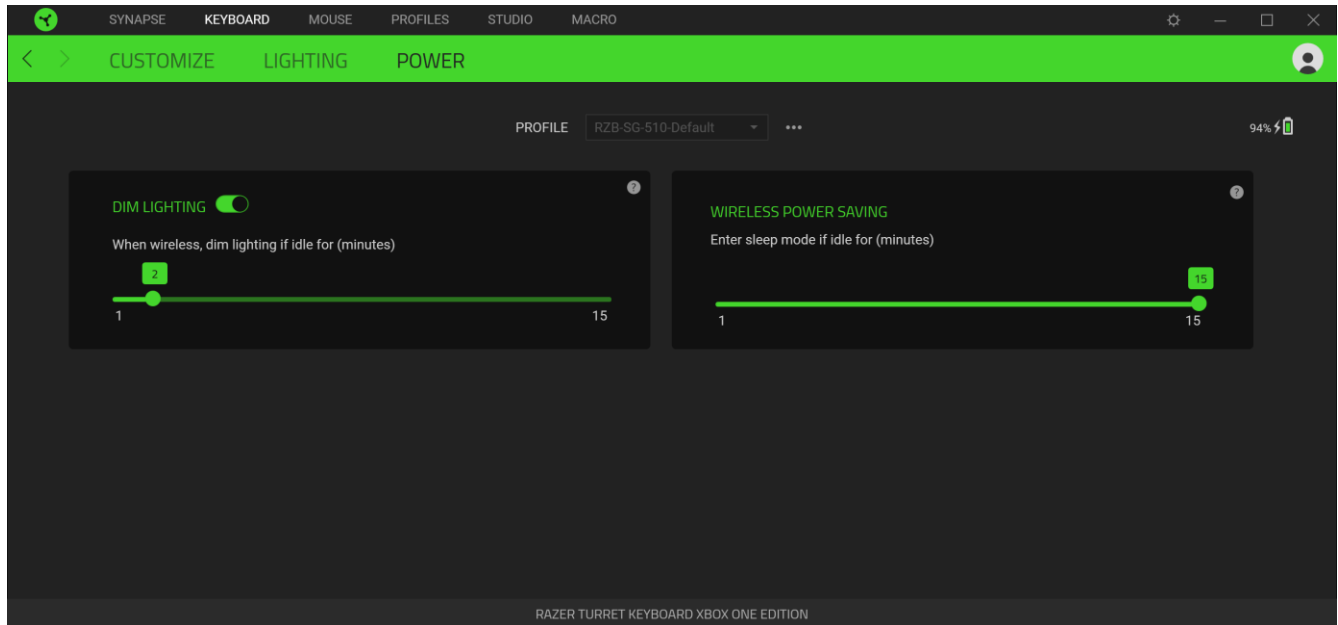 SYNAPSE KEYBOARD MOUSE PROFILES STUDIO MACRO
CUSTOMIZE LIGHTING POWER
PROFILE RZB-SG-510-Default ••• 94%
DIM LIGHTING ?
When wireless, dim lighting if idle for (minutes)
2
1 15
WIRELESS POWER SAVING ?
Enter sleep mode if idle for (minutes)
15
1 15
RAZER TURRET KEYBOARD XBOX ONE EDITION